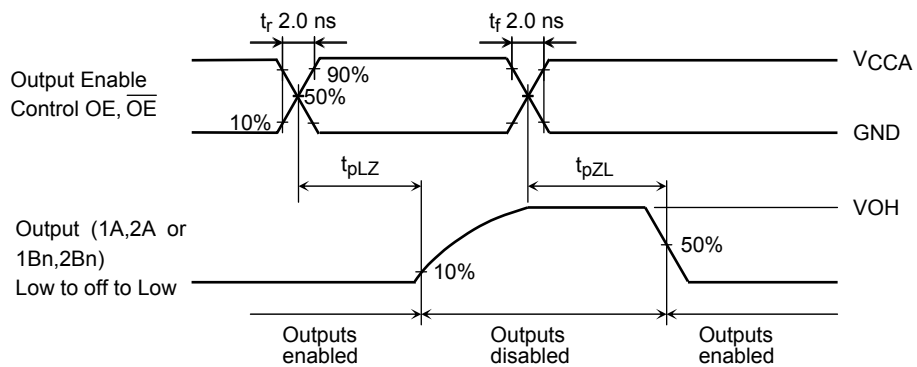 tr 2.0 ns
tf 2.0 ns
VCCA
Output Enable
Control OE, O̅E̅
90%
50%
10%
GND
tpLZ
tpZL
VOH
Output (1A,2A or
1Bn,2Bn)
Low to off to Low
50%
10%
Outputs
enabled
Outputs
disabled
Outputs
enabled